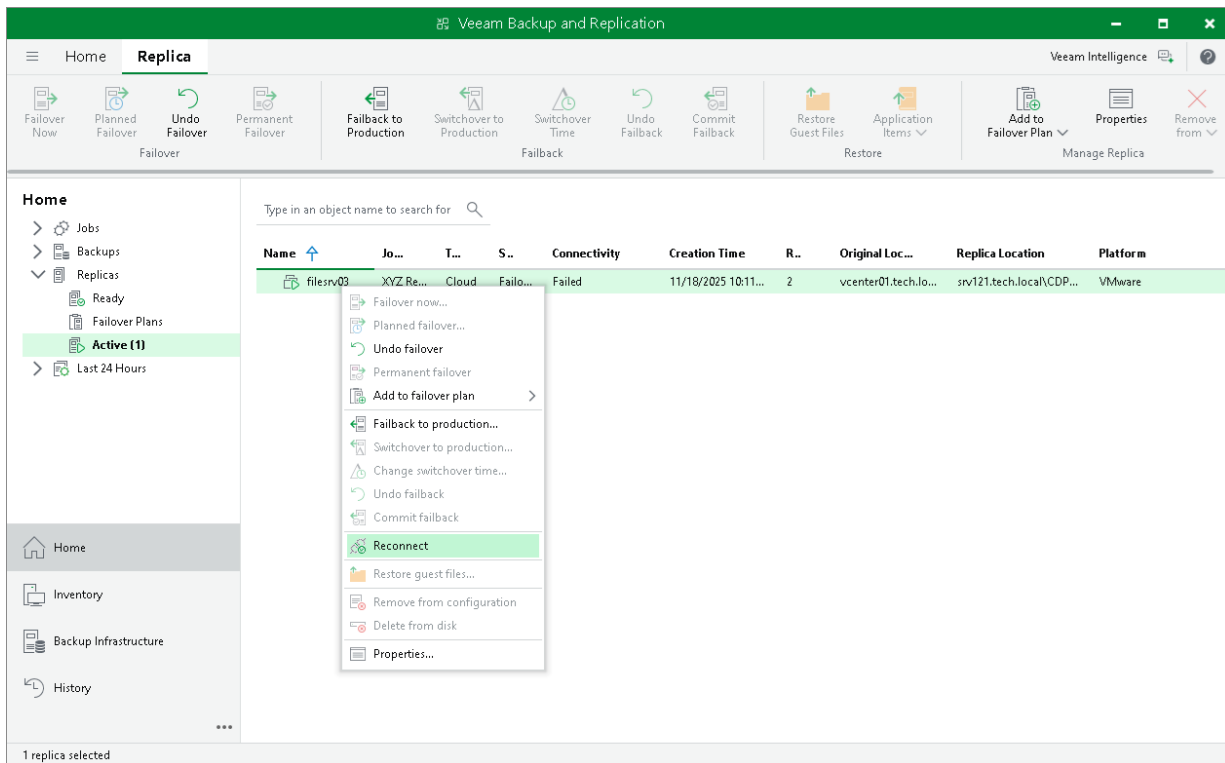 Veeam Backup and Replication
Home Replica Veeam Intelligence
Failover Now Planned Failover Undo Failover Permanent Failover Failback to Production Switchover to Production Switchover Time Undo Failback Commit Failback Restore Guest Files Application Items Add to Failover Plan Properties Remove from
Failover Failback Restore Manage Replica
Home
Jobs
Backups
Replicas
Ready
Failover Plans
Active (1)
Last 24 Hours
Type in an object name to search for
Name Jo... T... S.. Connectivity Creation Time R.. Original Loc... Replica Location Platform
filesrv03 XYZ Re... Cloud Failo... Failed 11/18/2025 10:11... 2 vcenter01.tech.lo... srv121.tech.local\CDP... VMware
Failover now...
Planned failover...
Undo failover
Permanent failover
Add to failover plan
Failback to production...
Switchover to production...
Change switchover time...
Undo failback
Commit failback
Reconnect
Restore guest files...
Remove from configuration
Delete from disk
Properties...
Home
Inventory
Backup Infrastructure
History
1 replica selected